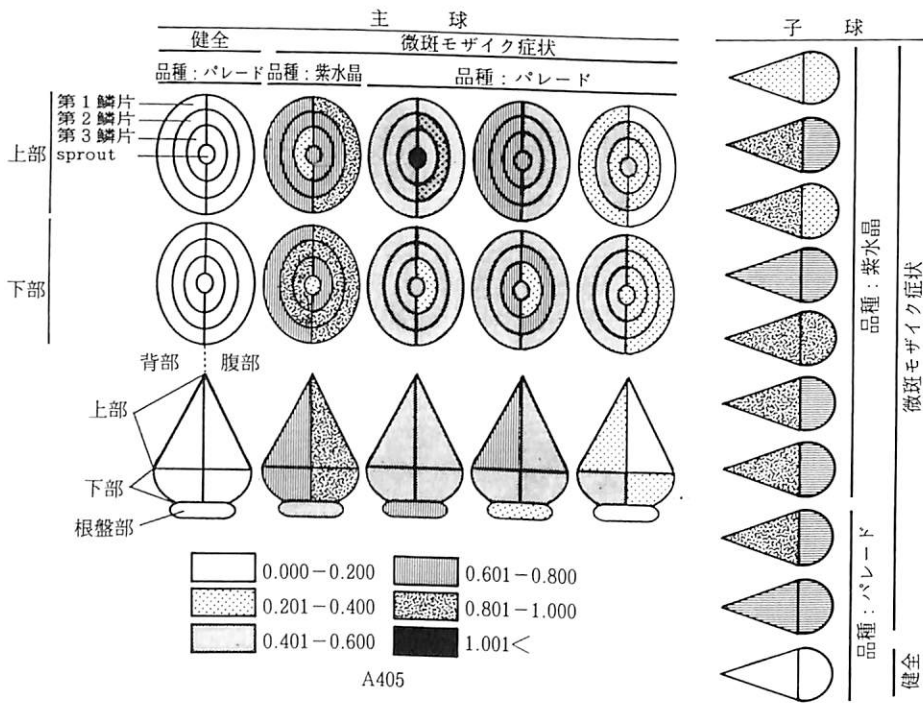 主 球
健全
微斑モザイク症状
品種：パレード
品種：紫水晶
品種：パレード
第1鱗片
第2鱗片
第3鱗片
sprout
上部
下部
背部
腹部
上部
下部
根盤部
0.000−0.200
0.201−0.400
0.401−0.600
0.601−0.800
0.801−1.000
1.001<
A405
子 球
品種：紫水晶
品種：パレード
微斑モザイク症状
健全